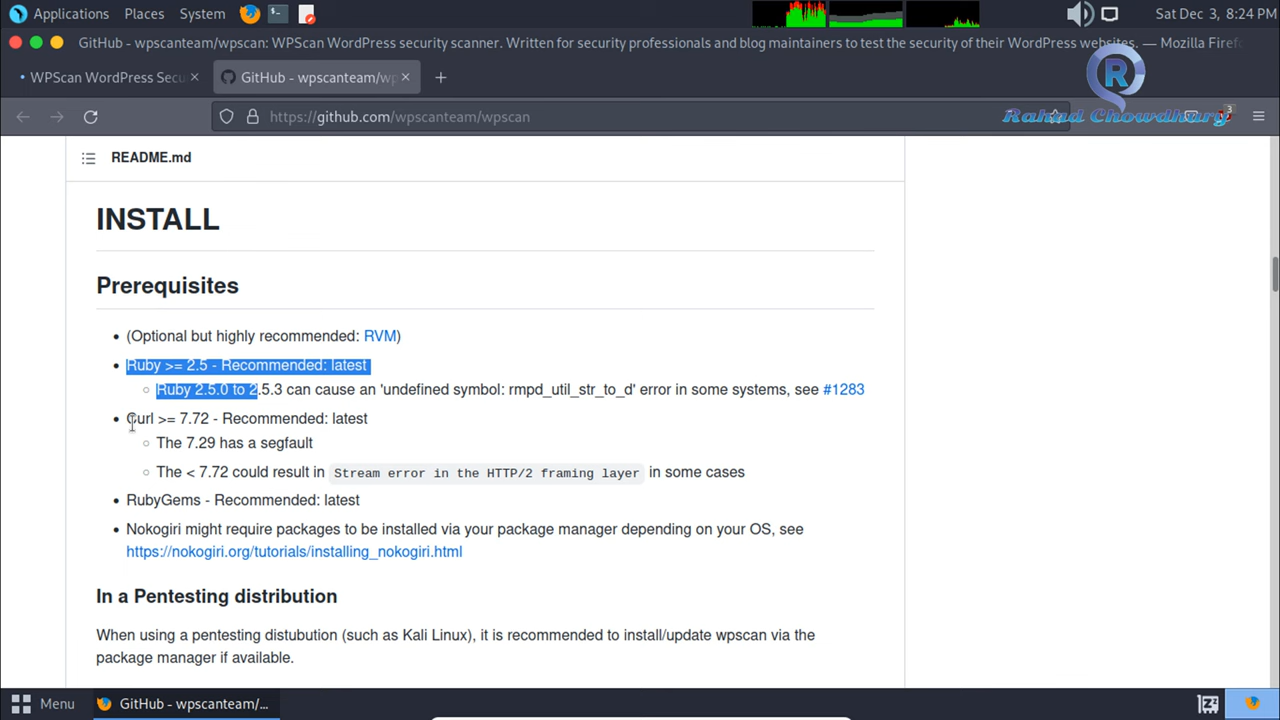 Applications Places System Sat Dec 3, 8:24 PM
GitHub - wpscanteam/wpscan: WPScan WordPress security scanner. Written for security professionals and blog maintainers to test the security of their WordPress websites. — Mozilla Firef
WPScan WordPress Secu × GitHub - wpscanteam/wp × +
R
https://github.com/wpscanteam/wpscan
Rahad Chowdhury
3
README.md
INSTALL
Prerequisites
• (Optional but highly recommended: RVM)
• Ruby >= 2.5 - Recommended: latest
◦ Ruby 2.5.0 to 2.5.3 can cause an 'undefined symbol: rmpd_util_str_to_d' error in some systems, see #1283
• Curl >= 7.72 - Recommended: latest
◦ The 7.29 has a segfault
◦ The < 7.72 could result in Stream error in the HTTP/2 framing layer in some cases
• RubyGems - Recommended: latest
• Nokogiri might require packages to be installed via your package manager depending on your OS, see
https://nokogiri.org/tutorials/installing_nokogiri.html
In a Pentesting distribution
When using a pentesting distubution (such as Kali Linux), it is recommended to install/update wpscan via the
package manager if available.
Menu GitHub - wpscanteam/...